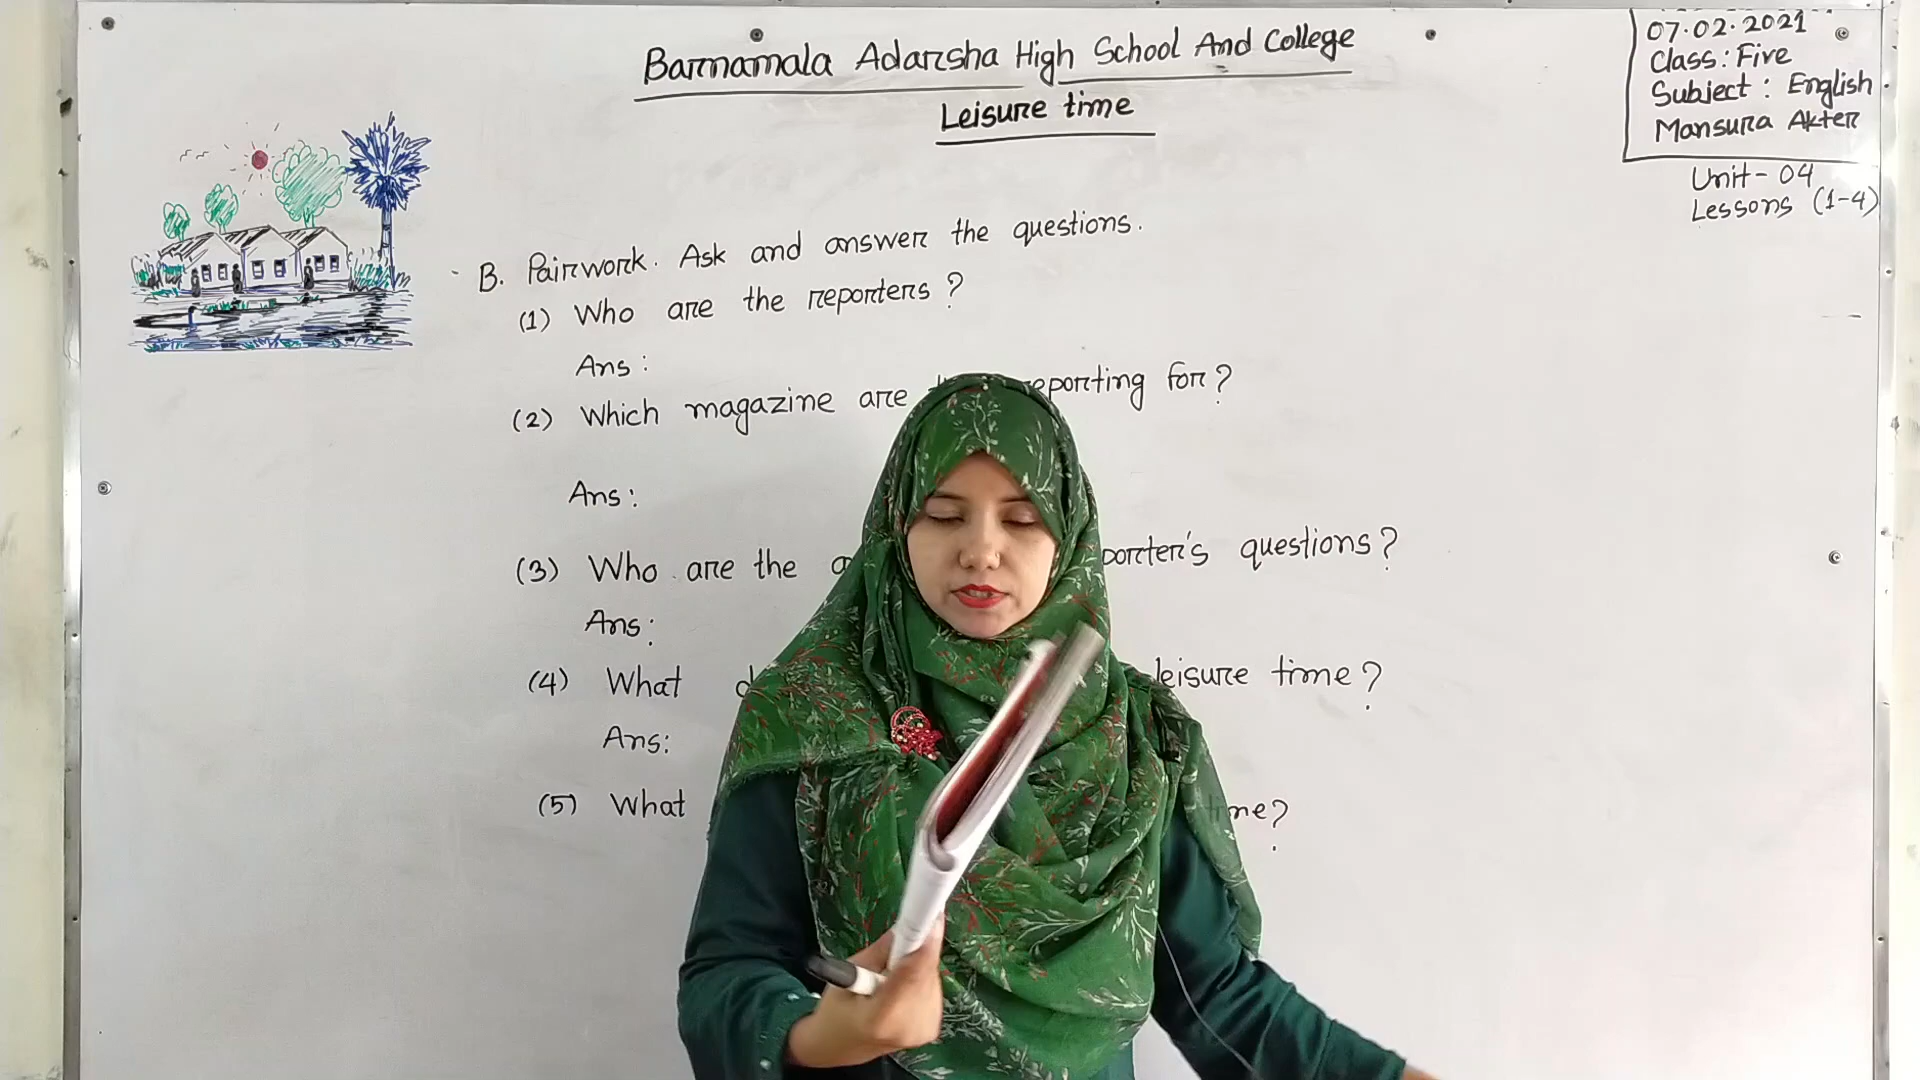 Barnamala Adarsha High School And College
Leisure time
07.02.2021
Class: Five
Subject: English
Mansura Akter
Unit- 04
Lessons (1-4)
B. Pairwork. Ask and answer the questions.
(1) Who are the reporters?
Ans:
(2) Which magazine are reporting for?
Ans:
(3) Who are the questions?
Ans:
(4) What leisure time?
Ans:
(5) What time?